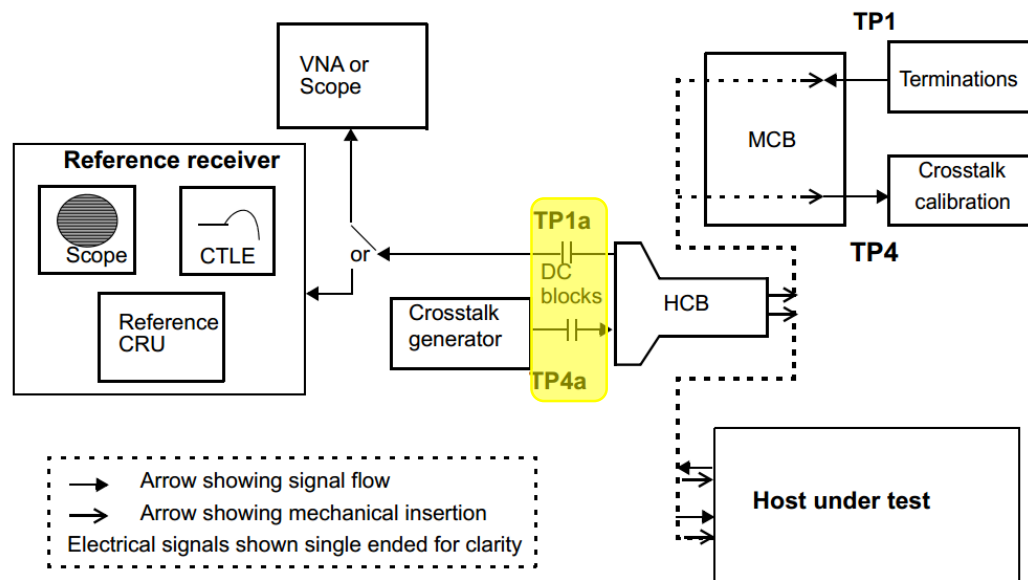 TP1
VNA or
Scope
Terminations
MCB
Reference receiver
Crosstalk
calibration
Scope
CTLE
TP1a
TP4
or
DC
blocks
HCB
Reference
CRU
Crosstalk
generator
TP4a
Arrow showing signal flow
Arrow showing mechanical insertion
Electrical signals shown single ended for clarity
Host under test